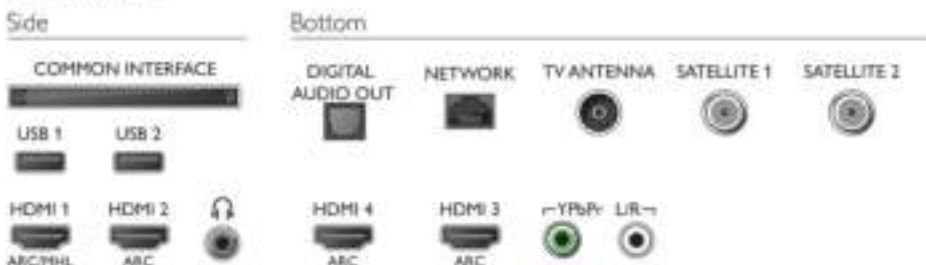 Side
COMMON INTERFACE
USB 1 USB 2
HDMI 1 HDMI 2
ARC/MHL ARC
Bottom
DIGITAL AUDIO OUT NETWORK TV ANTENNA SATELLITE 1 SATELLITE 2
HDMI 4 HDMI 3 YPbPr L/R
ARC ARC